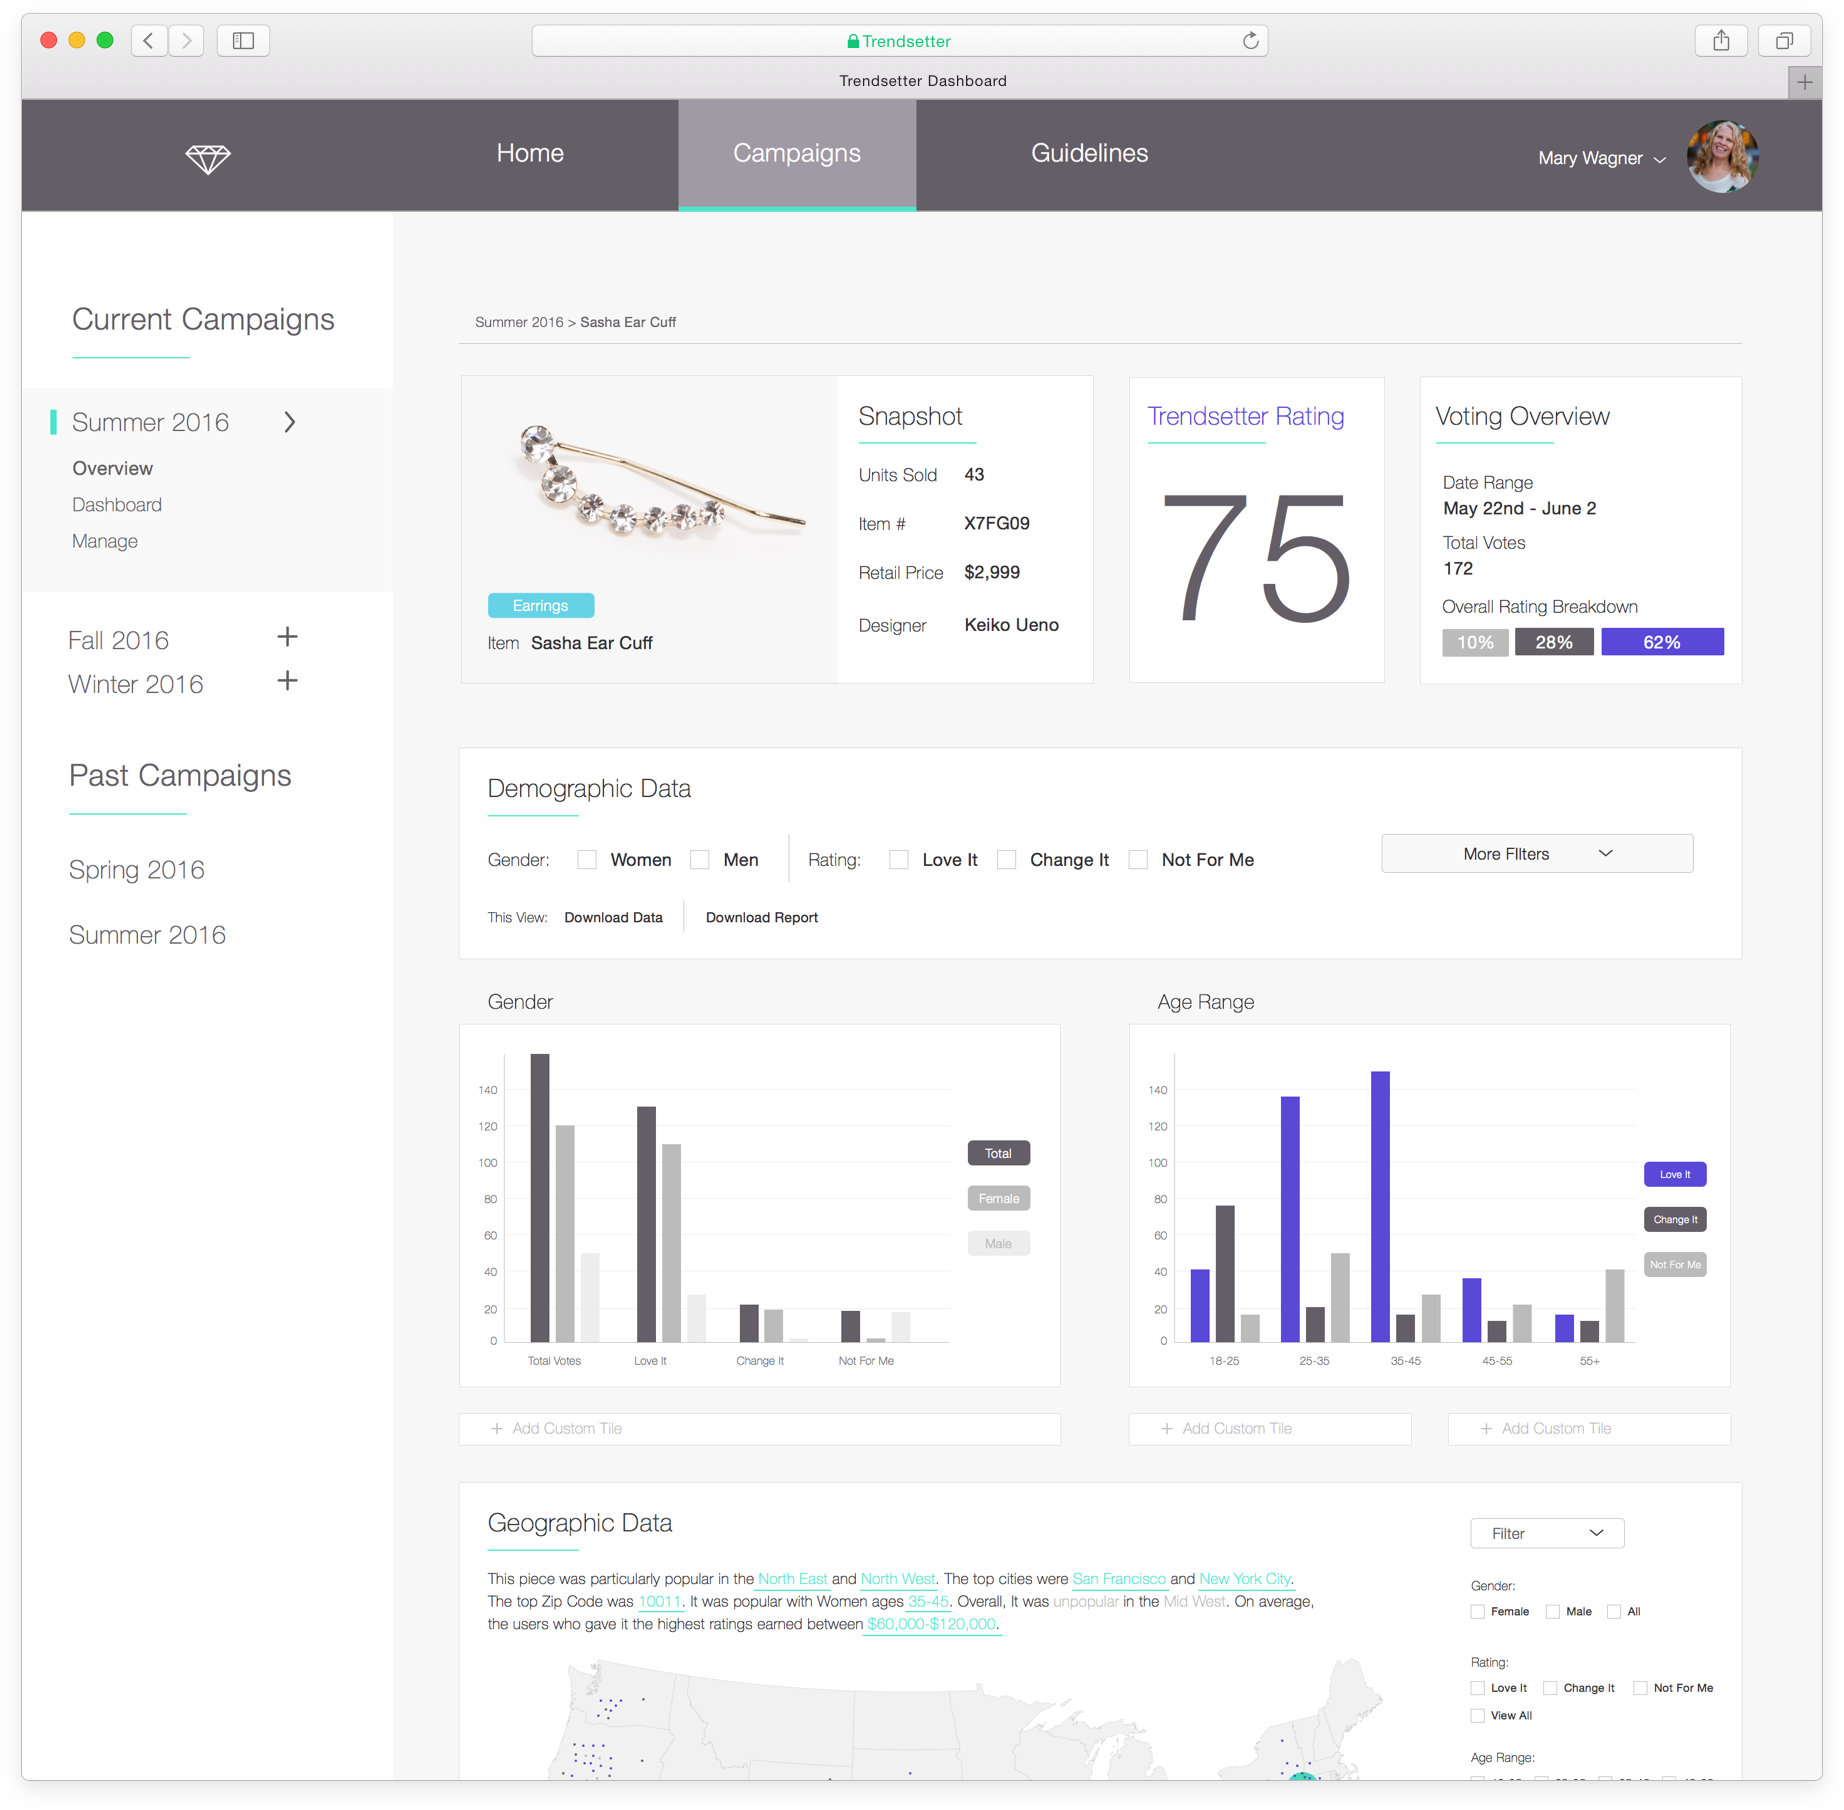 Trendsetter
Trendsetter Dashboard
Home
Campaigns
Guidelines
Mary Wagner
Current Campaigns
Summer 2016
Overview
Dashboard
Manage
Fall 2016 +
Winter 2016 +
Past Campaigns
Spring 2016
Summer 2016
Summer 2016 > Sasha Ear Cuff
Earrings
Item Sasha Ear Cuff
Snapshot
Units Sold 43
Item # X7FG09
Retail Price $2,999
Designer Keiko Ueno
Trendsetter Rating
75
Voting Overview
Date Range
May 22nd - June 2
Total Votes
172
Overall Rating Breakdown
10% 28% 62%
Demographic Data
Gender: Women Men Rating: Love It Change It Not For Me
More FIlters
This View: Download Data Download Report
Gender
140
120
100
80
60
40
20
0
Total Votes Love It Change It Not For Me
Total
Female
Male
Age Range
140
120
100
80
60
40
20
0
18-25 25-35 35-45 45-55 55+
Love It
Change It
Not For Me
+ Add Custom Tile
+ Add Custom Tile
+ Add Custom Tile
Geographic Data
This piece was particularly popular in the North East and North West. The top cities were San Francisco and New York City.
The top Zip Code was 10011. It was popular with Women ages 35-45. Overall, It was unpopular in the Mid West. On average,
the users who gave it the highest ratings earned between $60,000-$120,000.
Filter
Gender:
Female Male All
Rating:
Love It Change It Not For Me
View All
Age Range: